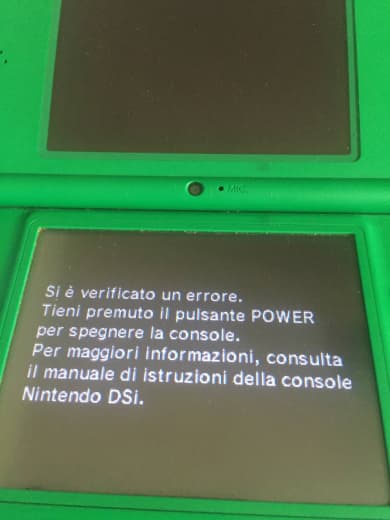 MIC.
Si è verificato un errore.
Tieni premuto il pulsante POWER
per spegnere la console.
Per maggiori informazioni, consulta
il manuale di istruzioni della console
Nintendo DSi.